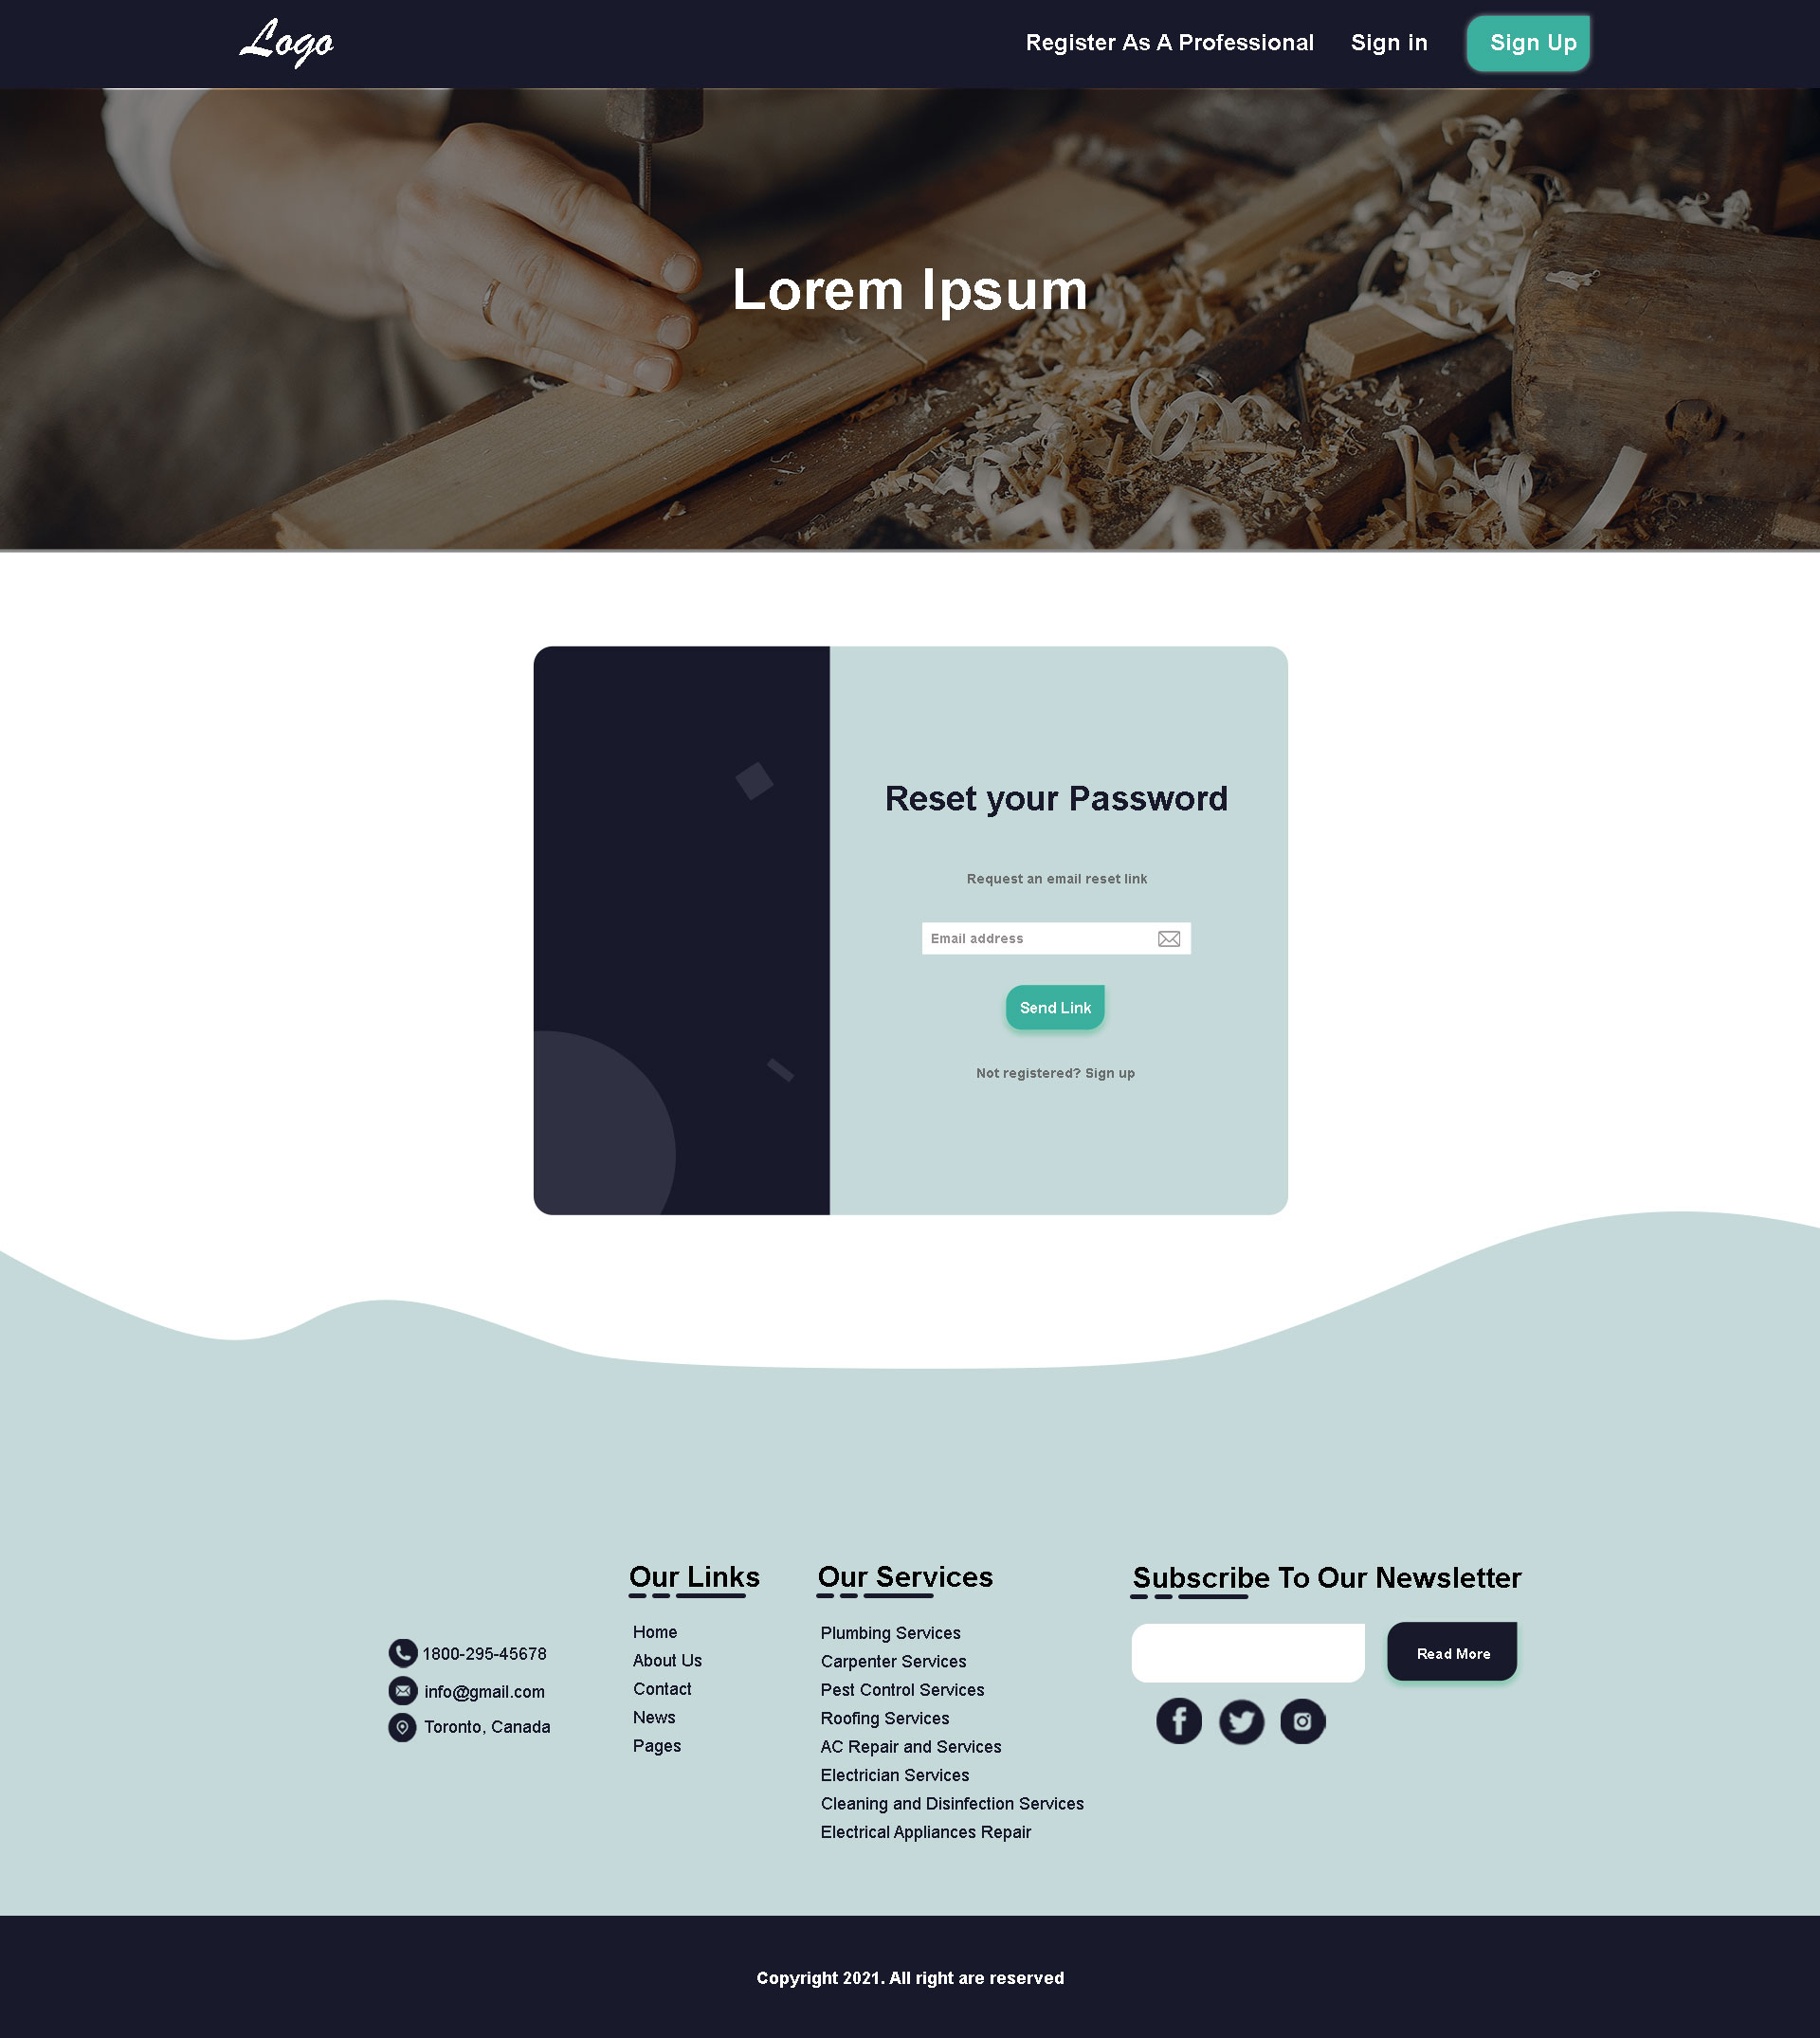 Logo
Register As A Professional
Sign in
Sign Up
Lorem Ipsum
Reset your Password
Request an email reset link
Email address
Send Link
Not registered? Sign up
1800-295-45678
info@gmail.com
Toronto, Canada
Our Links
Home
About Us
Contact
News
Pages
Our Services
Plumbing Services
Carpenter Services
Pest Control Services
Roofing Services
AC Repair and Services
Electrician Services
Cleaning and Disinfection Services
Electrical Appliances Repair
Subscribe To Our Newsletter
Read More
Copyright 2021. All right are reserved